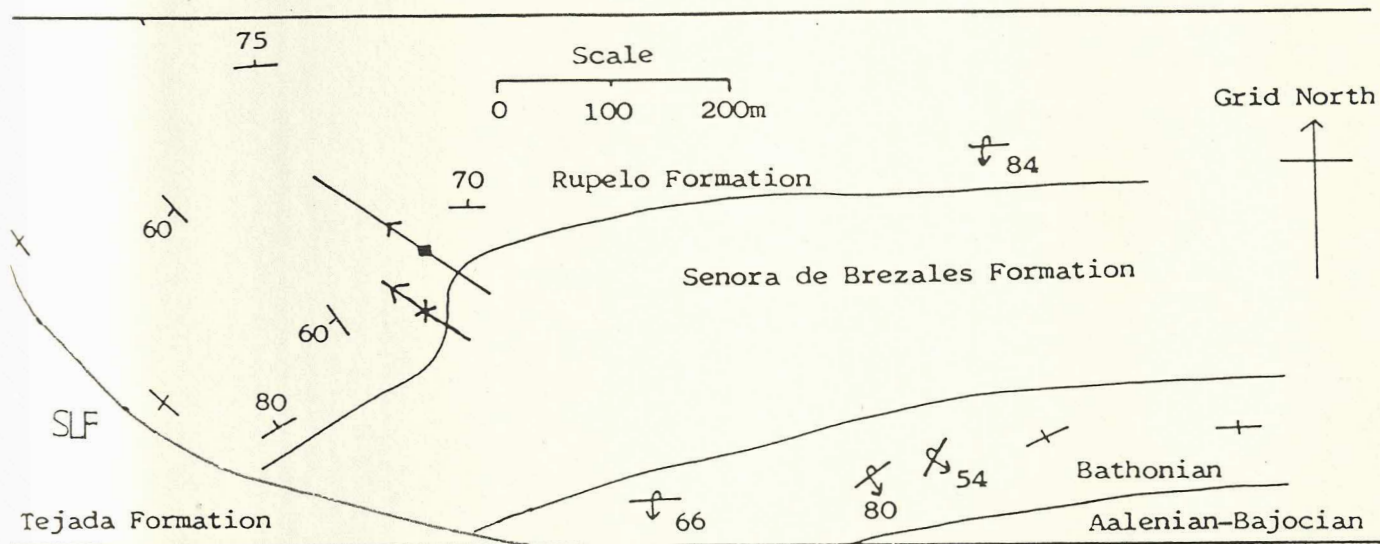 75
Scale
0 100 200m
Grid North
84
70
Rupelo Formation
60
Senora de Brezales Formation
60
80
SLF
Bathonian
54
80
66
Tejada Formation
Aalenian-Bajocian